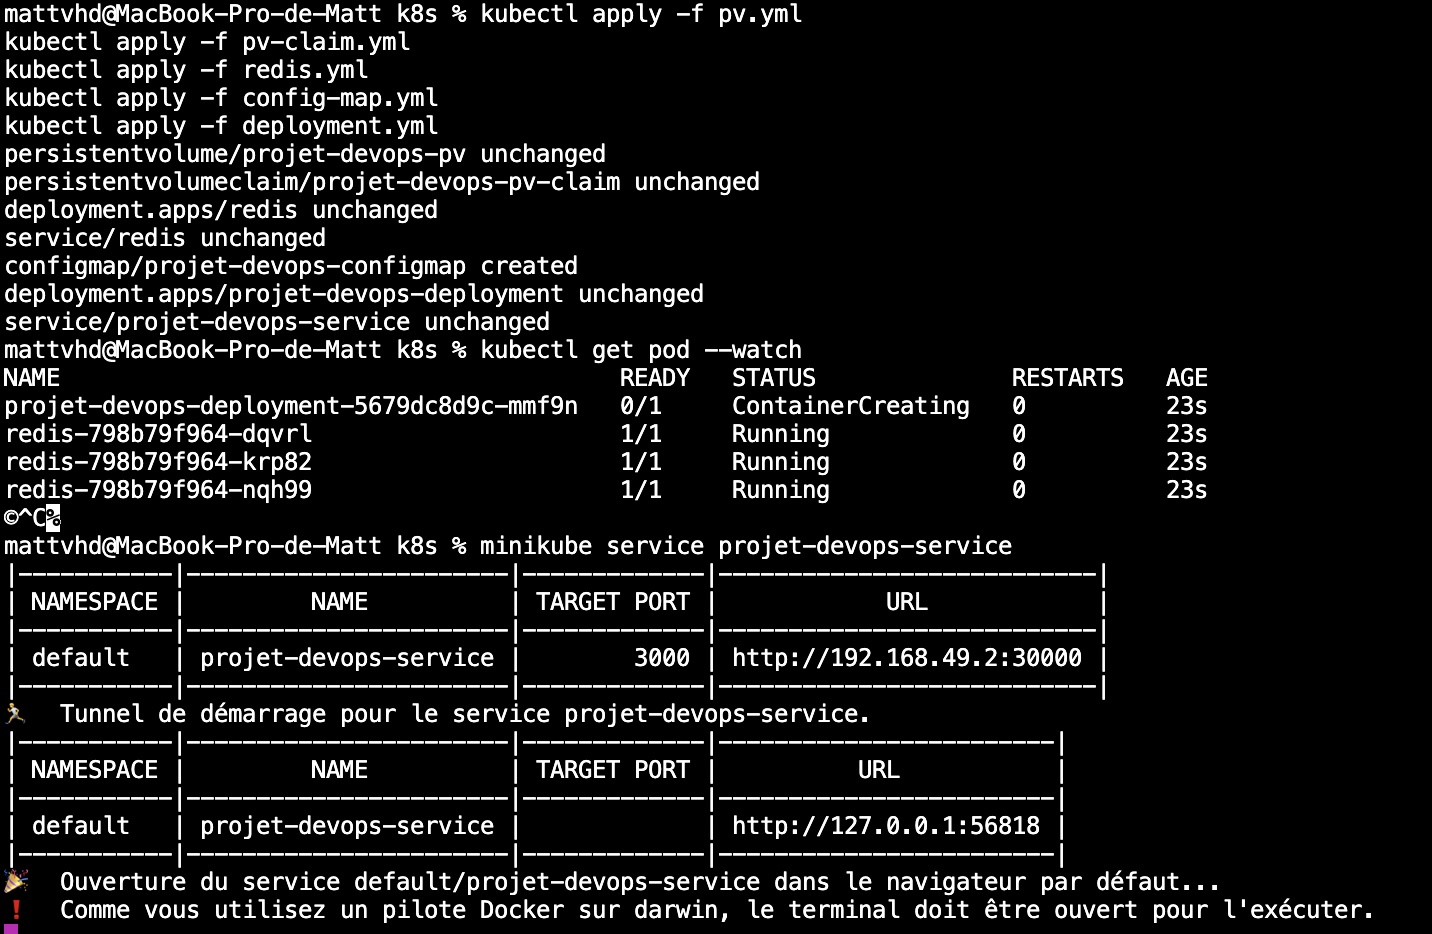 mattvhd@MacBook-Pro-de-Matt k8s % kubectl apply -f pv.yml
kubectl apply -f pv-claim.yml
kubectl apply -f redis.yml
kubectl apply -f config-map.yml
kubectl apply -f deployment.yml
persistentvolume/projet-devops-pv unchanged
persistentvolumeclaim/projet-devops-pv-claim unchanged
deployment.apps/redis unchanged
service/redis unchanged
configmap/projet-devops-configmap created
deployment.apps/projet-devops-deployment unchanged
service/projet-devops-service unchanged
mattvhd@MacBook-Pro-de-Matt k8s % kubectl get pod --watch
NAME READY STATUS RESTARTS AGE
projet-devops-deployment-5679dc8d9c-mmf9n 0/1 ContainerCreating 0 23s
redis-798b79f964-dqvrl 1/1 Running 0 23s
redis-798b79f964-krp82 1/1 Running 0 23s
redis-798b79f964-nqh99 1/1 Running 0 23s
©^C%
mattvhd@MacBook-Pro-de-Matt k8s % minikube service projet-devops-service
|-----------|-----------------------|-------------|---------------------------|
| NAMESPACE | NAME | TARGET PORT | URL |
|-----------|-----------------------|-------------|---------------------------|
| default | projet-devops-service | 3000 | http://192.168.49.2:30000 |
|-----------|-----------------------|-------------|---------------------------|
🏃 Tunnel de démarrage pour le service projet-devops-service.
|-----------|-----------------------|-------------|------------------------|
| NAMESPACE | NAME | TARGET PORT | URL |
|-----------|-----------------------|-------------|------------------------|
| default | projet-devops-service | | http://127.0.0.1:56818 |
|-----------|-----------------------|-------------|------------------------|
🎉 Ouverture du service default/projet-devops-service dans le navigateur par défaut...
❗ Comme vous utilisez un pilote Docker sur darwin, le terminal doit être ouvert pour l'exécuter.